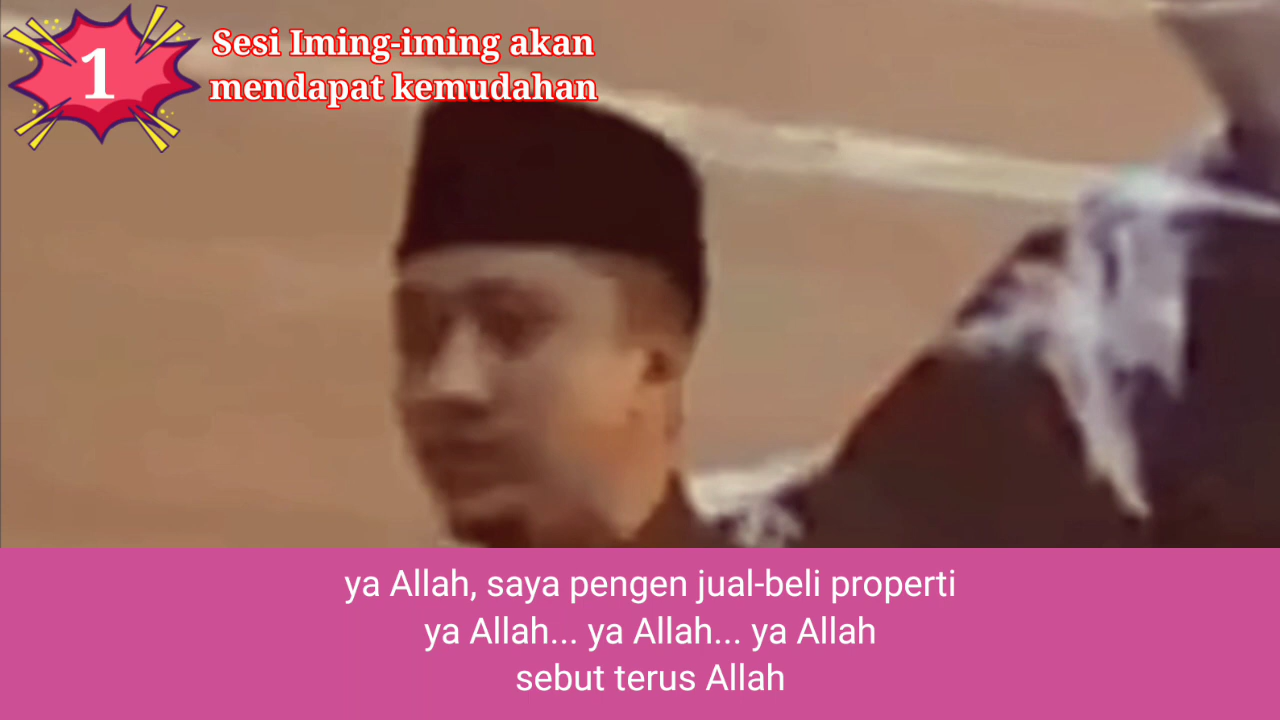 1
Sesi Iming-iming akan
mendapat kemudahan
ya Allah, saya pengen jual-beli properti
ya Allah... ya Allah... ya Allah
sebut terus Allah